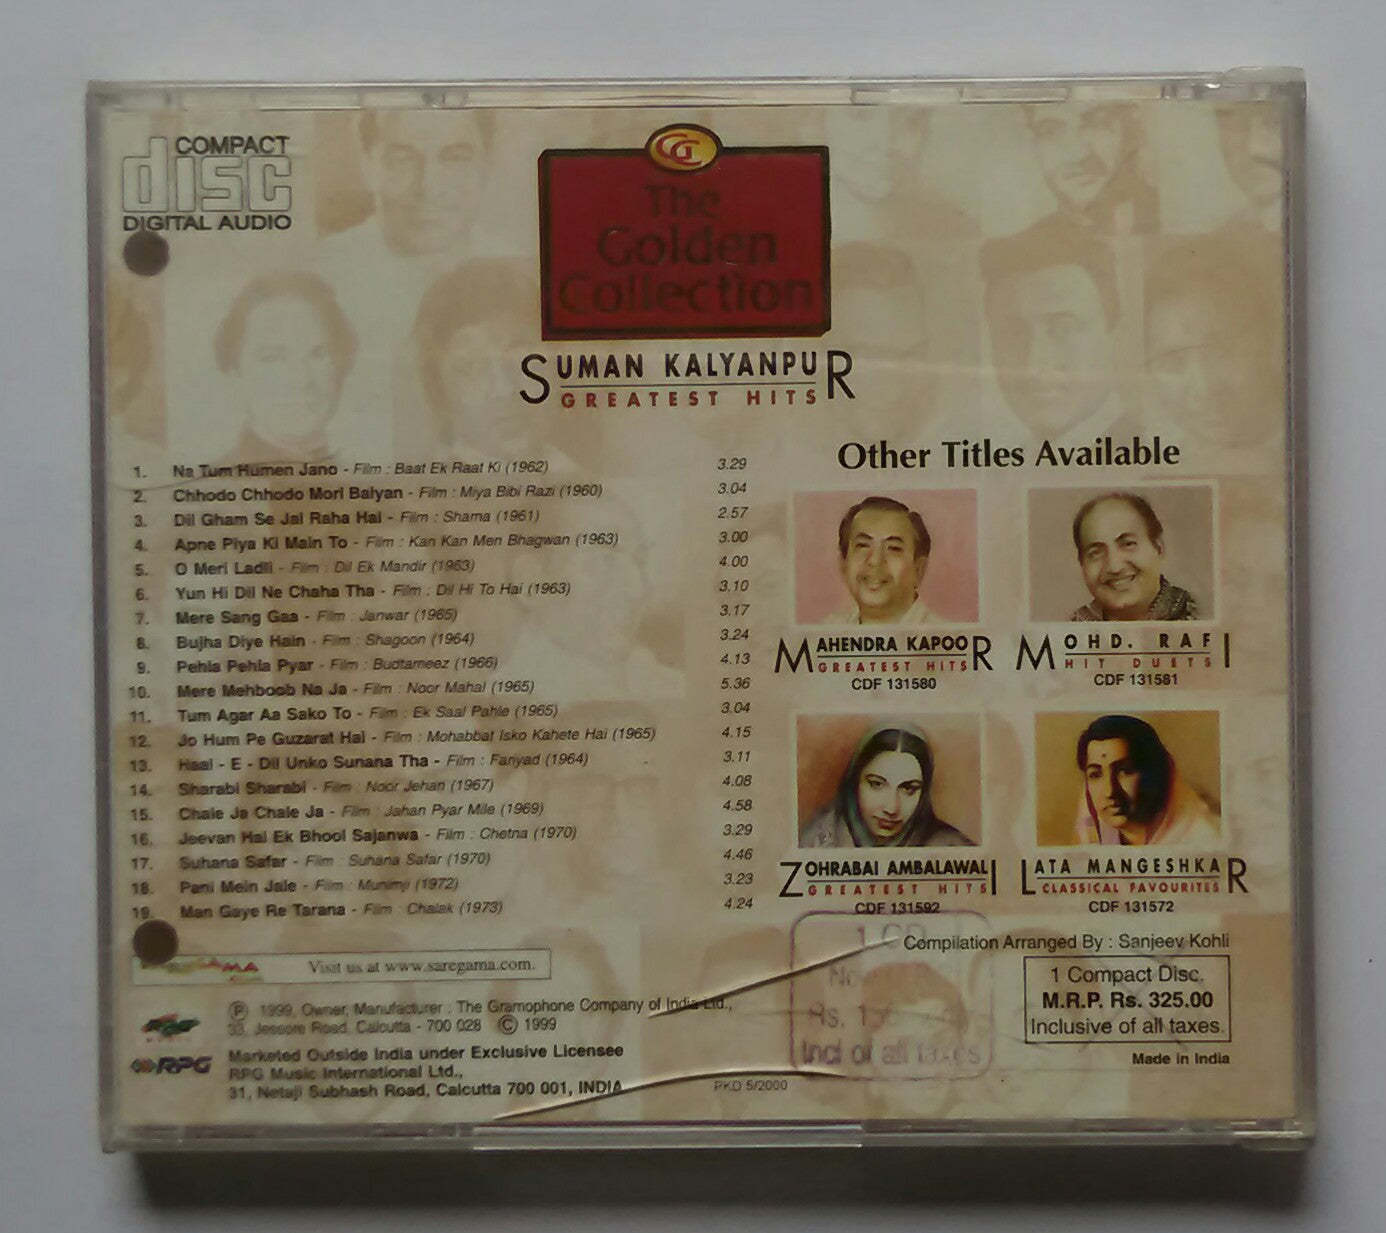 COMPACT
disc
DIGITAL AUDIO
GC
The
Golden
Collection
SUMAN KALYANPUR
GREATEST HITS
1. Na Tum Humen Jano - Film : Baat Ek Raat Ki (1962) 3.29
2. Chhodo Chhodo Mori Baiyan - Film : Miya Bibi Razi (1960) 3.04
3. Dil Gham Se Jal Raha Hai - Film : Shama (1961) 2.57
4. Apne Piya Ki Main To - Film : Kan Kan Men Bhagwan (1963) 3.00
5. O Meri Ladli - Film : Dil Ek Mandir (1963) 4.00
6. Yun Hi Dil Ne Chaha Tha - Film : Dil Hi To Hai (1963) 3.10
7. Mere Sang Gaa - Film : Janwar (1965) 3.17
8. Bujha Diye Hain - Film : Shagoon (1964) 3.24
9. Pehla Pehla Pyar - Film : Budtameez (1966) 4.13
10. Mere Mehboob Na Ja - Film : Noor Mahal (1965) 5.36
11. Tum Agar Aa Sako To - Film : Ek Saal Pahle (1965) 3.04
12. Jo Hum Pe Guzarat Hai - Film : Mohabbat Isko Kahete Hai (1965) 4.15
13. Haal - E - Dil Unko Sunana Tha - Film : Fariyad (1964) 3.11
14. Sharabi Sharabi - Film : Noor Jehan (1967) 4.08
15. Chale Ja Chale Ja - Film : Jahan Pyar Mile (1969) 4.58
16. Jeevan Hai Ek Bhool Sajanwa - Film : Chetna (1970) 3.29
17. Suhana Safar - Film : Suhana Safar (1970) 4.46
18. Pani Mein Jale - Film : Munimji (1972) 3.23
19. Man Gaye Re Tarana - Film : Chalak (1973) 4.24
Other Titles Available
MAHENDRA KAPOOR
GREATEST HITS
CDF 131580
MOHD. RAFI
HIT DUETS
CDF 131581
ZOHRABAI AMBALAWALI
GREATEST HITS
CDF 131592
LATA MANGESHKAR
CLASSICAL FAVOURITES
CDF 131572
Compilation Arranged By : Sanjeev Kohli
1 Compact Disc.
M.R.P. Rs. 325.00
Inclusive of all taxes.
Made in India
1 CD
Rs.
Incl of all taxes
Visit us at www.saregama.com.
Ⓟ 1999, Owner, Manufacturer : The Gramophone Company of India Ltd.,
33, Jessore Road, Calcutta - 700 028 © 1999
RPG
Marketed Outside India under Exclusive Licensee
RPG Music International Ltd.,
31, Netaji Subhash Road, Calcutta 700 001, INDIA
PKD 5/2000